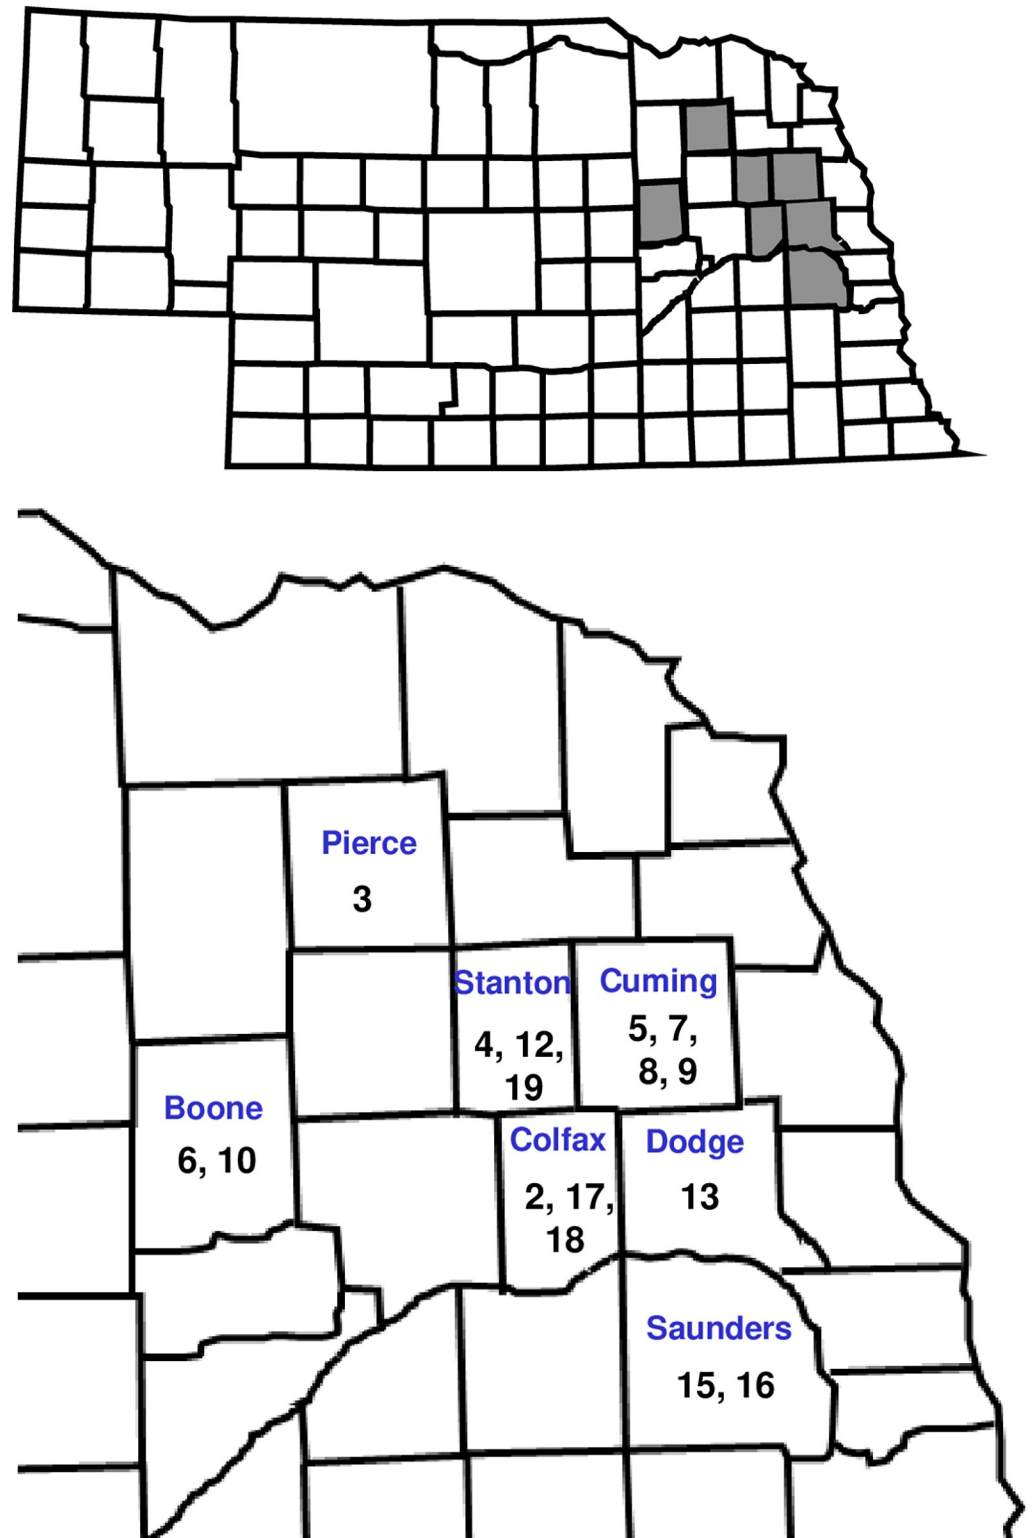 Pierce
3
Stanton
4, 12,
19
Cuming
5, 7,
8, 9
Boone
6, 10
Colfax
2, 17,
18
Dodge
13
Saunders
15, 16